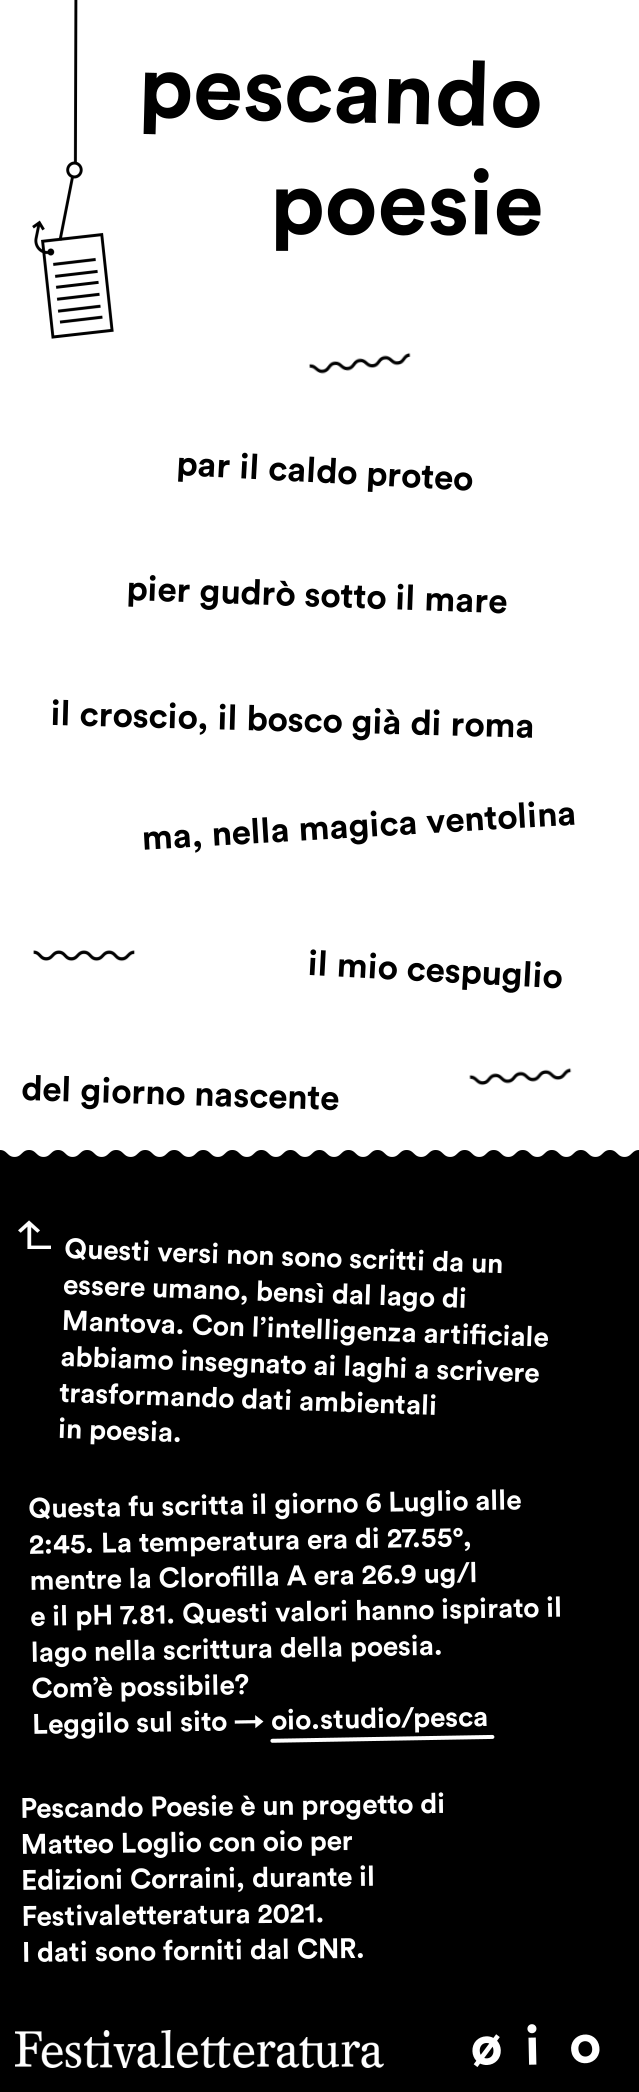 pescando
poesie
par il caldo proteo
pier gudrò sotto il mare
il croscio, il bosco già di roma
ma, nella magica ventolina
il mio cespuglio
del giorno nascente
Questi versi non sono scritti da un
essere umano, bensì dal lago di
Mantova. Con l’intelligenza artificiale
abbiamo insegnato ai laghi a scrivere
trasformando dati ambientali
in poesia.
Questa fu scritta il giorno 6 Luglio alle
2:45. La temperatura era di 27.55°,
mentre la Clorofilla A era 26.9 ug/l
e il pH 7.81. Questi valori hanno ispirato il
lago nella scrittura della poesia.
Com’è possibile?
Leggilo sul sito → oio.studio/pesca
Pescando Poesie è un progetto di
Matteo Loglio con oio per
Edizioni Corraini, durante il
Festivaletteratura 2021.
I dati sono forniti dal CNR.
Festivaletteratura ø i o